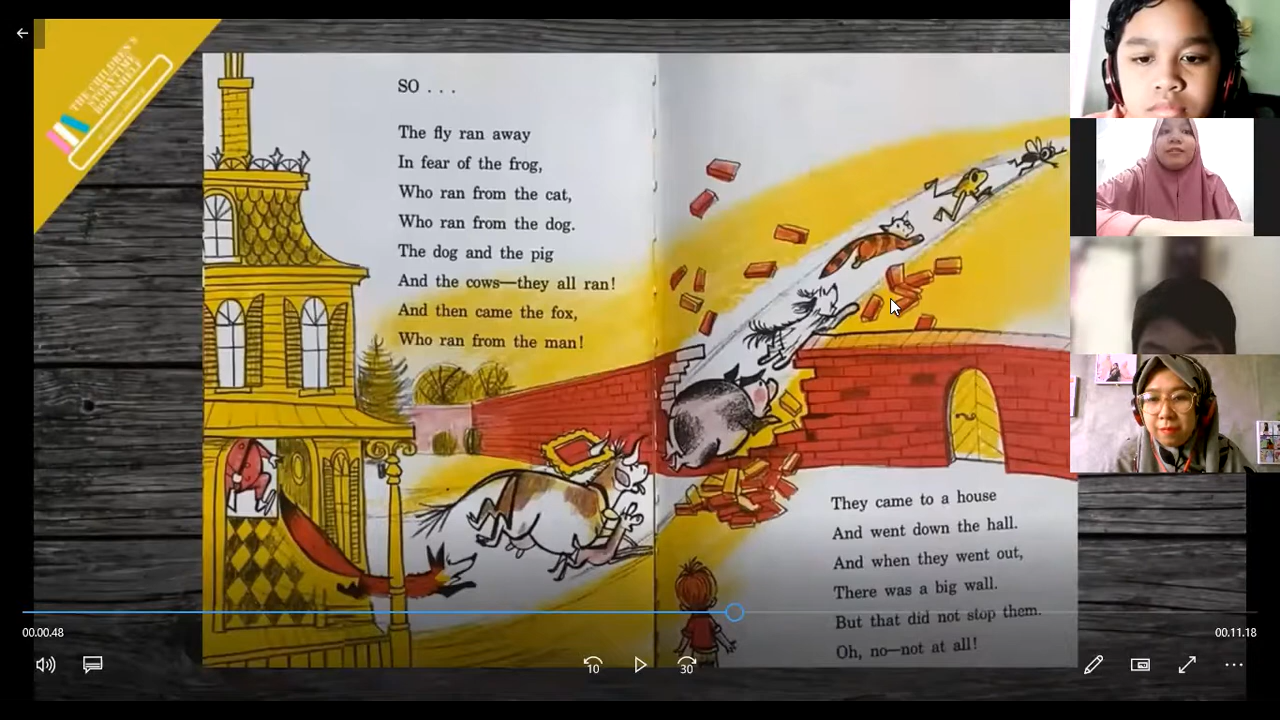 THE CHILDREN'S
STORYTIME
BOOKSHELF
SO . . .
The fly ran away
In fear of the frog,
Who ran from the cat,
Who ran from the dog.
The dog and the pig
And the cows—they all ran!
And then came the fox,
Who ran from the man!
They came to a house
And went down the hall.
And when they went out,
There was a big wall.
But that did not stop them.
Oh, no—not at all!
00.00.48
00.11.18
10
30